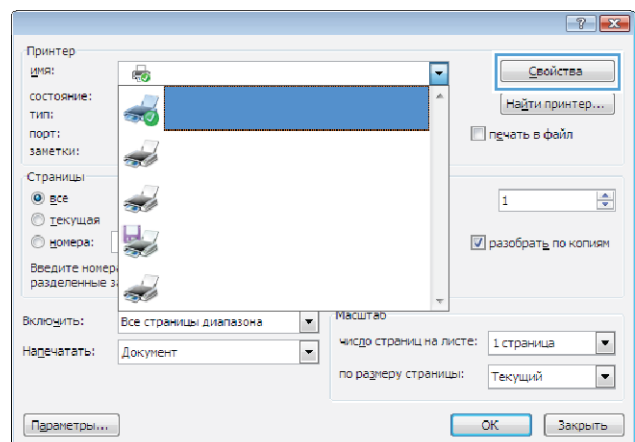 Принтер
имя:
Свойства
состояние:
Найти принтер...
тип:
порт:
печать в файл
заметки:
Страницы
все
1
текущая
номера:
разобрать по копиям
Введите номер
разделенные з
Включить:
Все страницы диапазона
Масштаб
число страниц на листе:
1 страница
Напечатать:
Документ
по размеру страницы:
Текущий
Параметры...
ОК
Закрыть